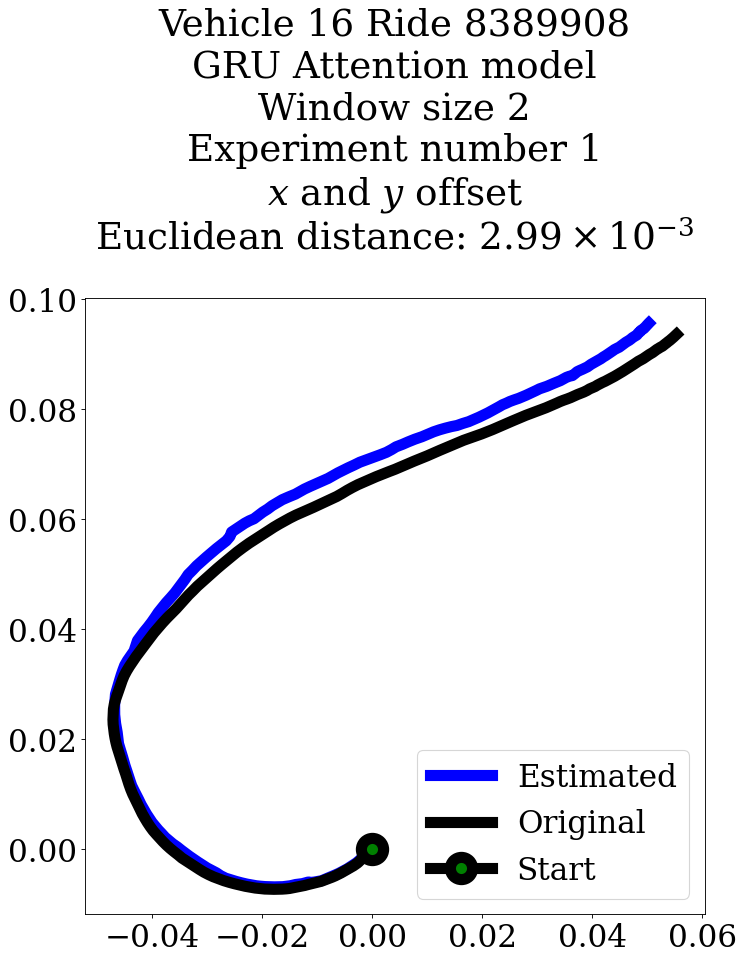 Vehicle 16 Ride 8389908
GRU Attention model
Window size 2
Experiment number 1
x and y offset
Euclidean distance: 2.99 × 10⁻³
0.10
0.08
0.06
0.04
0.02
0.00
Estimated
Original
Start
−0.04 −0.02 0.00 0.02 0.04 0.06